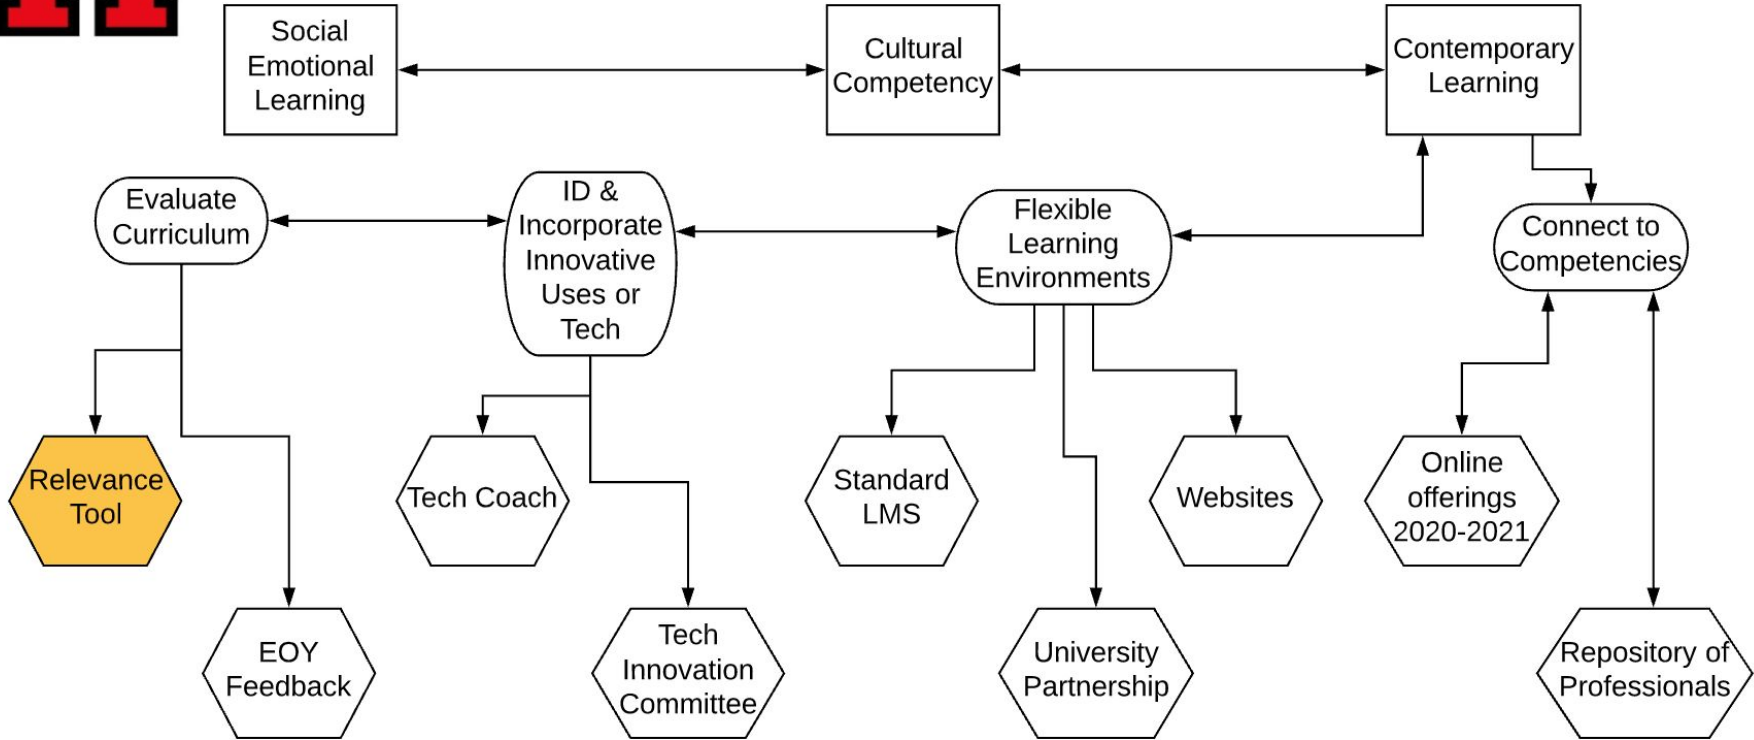 Social
Emotional
Learning
Cultural
Competency
Contemporary
Learning
Evaluate
Curriculum
ID &
Incorporate
Innovative
Uses or
Tech
Flexible
Learning
Environments
Connect to
Competencies
Relevance
Tool
Tech Coach
Standard
LMS
Websites
Online
offerings
2020-2021
EOY
Feedback
Tech
Innovation
Committee
University
Partnership
Repository of
Professionals